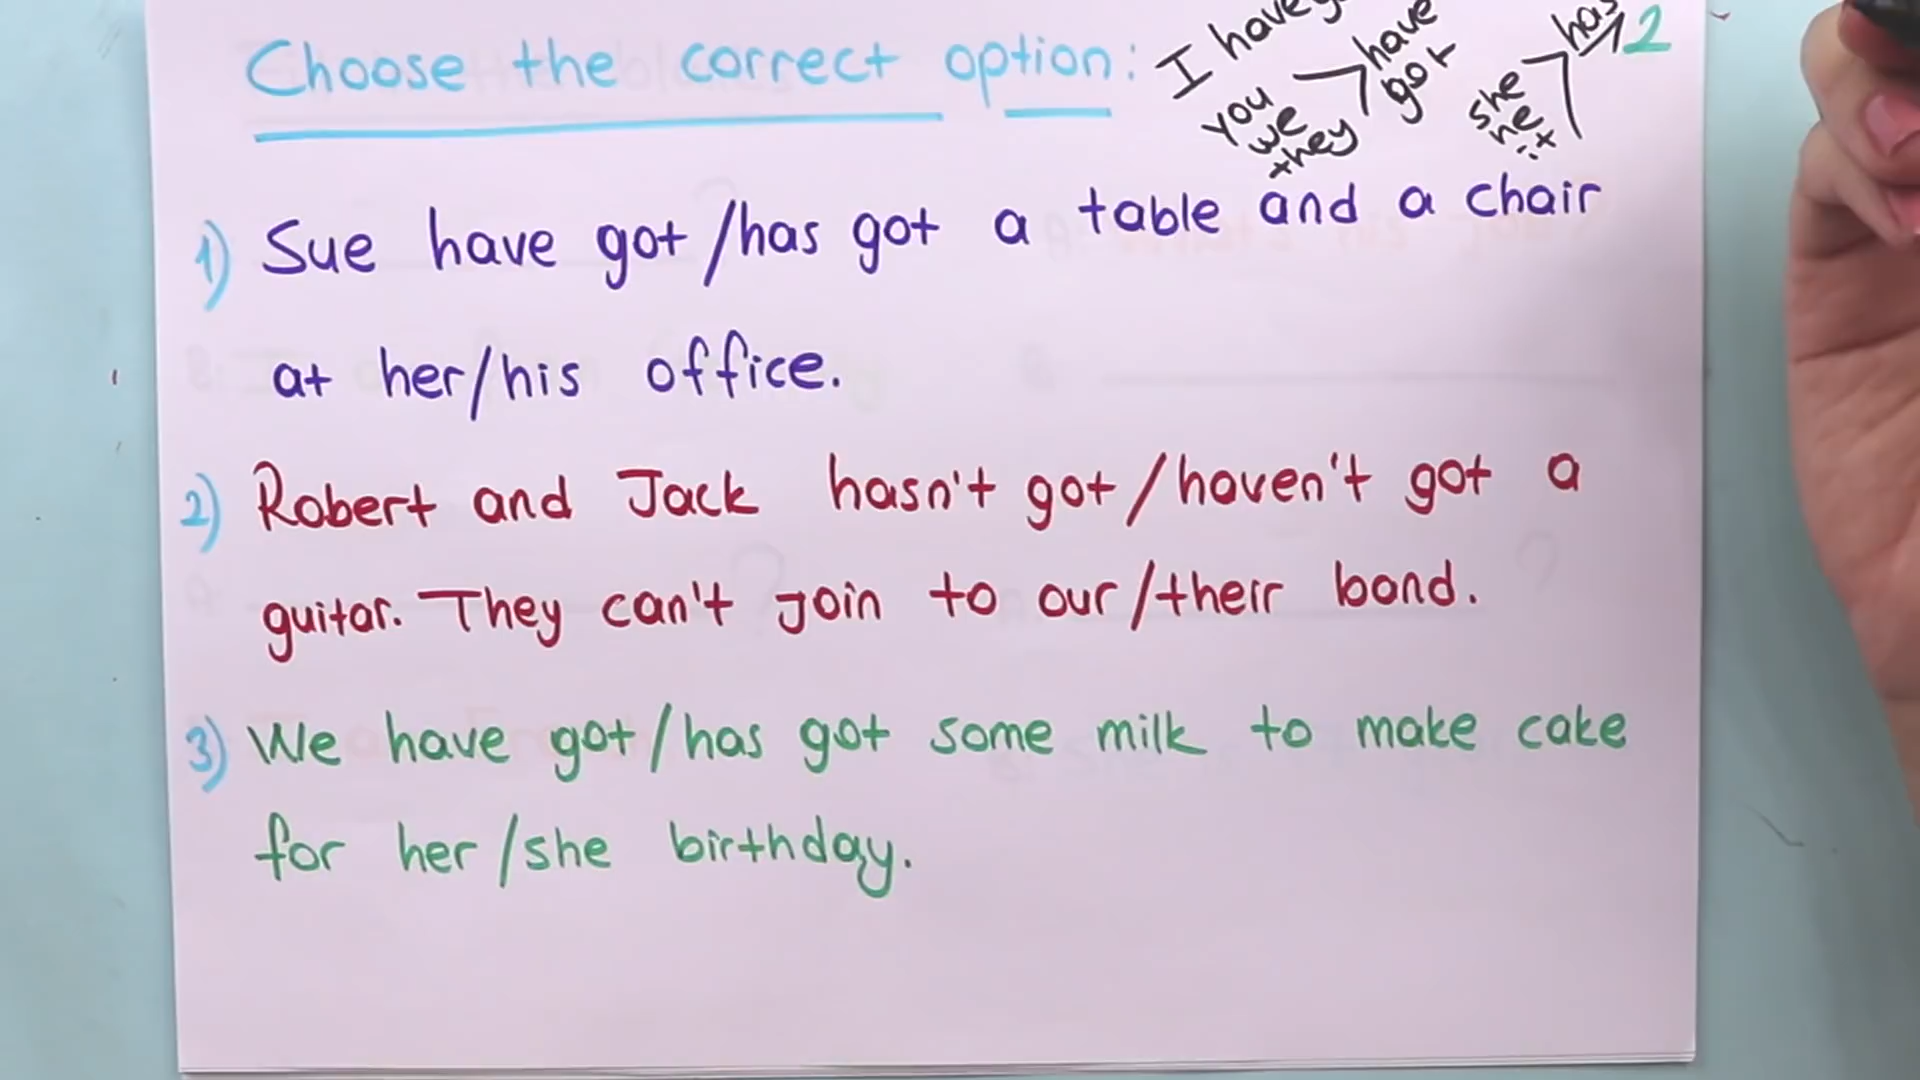 Choose the correct option:
I have
you
we
they
have
got
she
he
it
has
2
1) Sue have got/has got a table and a chair
at her/his office.
2) Robert and Jack hasn't got/haven't got a
guitar. They can't join to our/their band.
3) We have got/has got some milk to make cake
for her/she birthday.